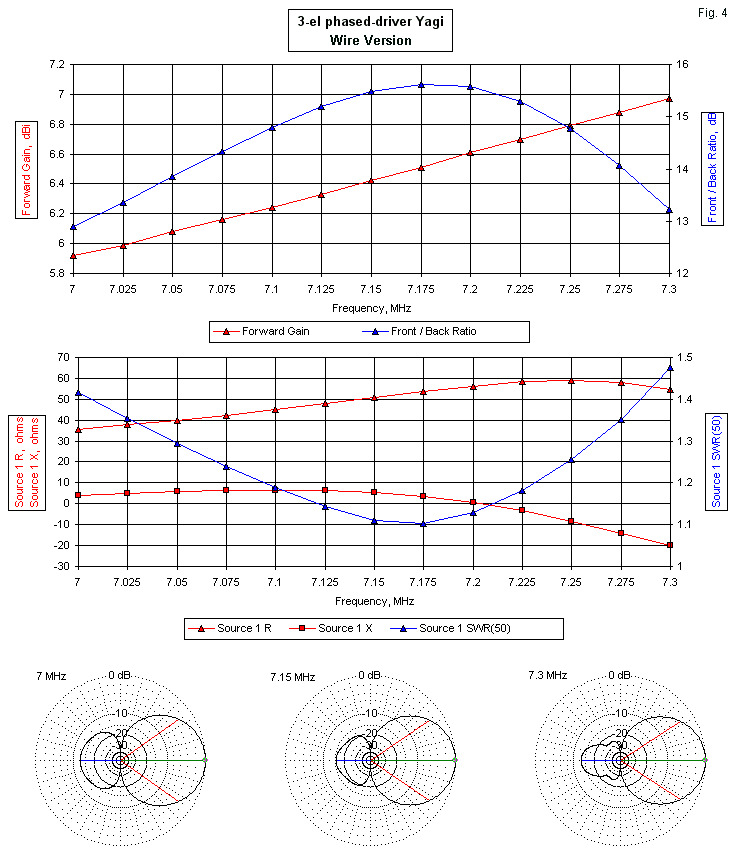 Fig. 4
3-el phased-driver Yagi
Wire Version
7.2
7
6.8
6.6
6.4
6.2
6
5.8
Forward Gain, dBi
16
15
14
13
12
Front / Back Ratio, dB
7 7.025 7.05 7.075 7.1 7.125 7.15 7.175 7.2 7.225 7.25 7.275 7.3
Frequency, MHz
Forward Gain Front / Back Ratio
70
60
50
40
30
20
10
0
-10
-20
-30
Source 1 R, ohms
Source 1 X, ohms
1.5
1.4
1.3
1.2
1.1
1
Source 1 SWR(50)
7 7.025 7.05 7.075 7.1 7.125 7.15 7.175 7.2 7.225 7.25 7.275 7.3
Frequency, MHz
Source 1 R Source 1 X Source 1 SWR(50)
7 MHz 0 dB
-10
-20
-30
7.15 MHz 0 dB
-10
-20
-30
7.3 MHz 0 dB
-10
-20
-30